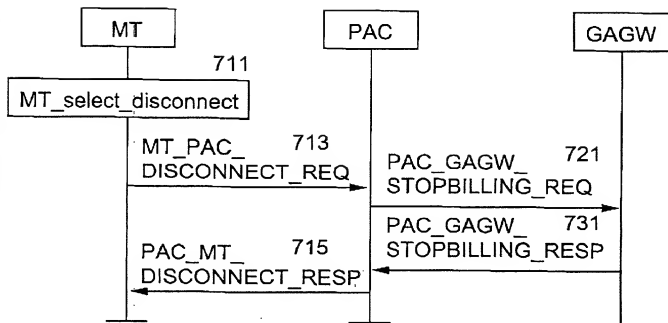 MT
PAC
GAGW
711
MT_select_disconnect
MT_PAC_ 713
DISCONNECT_REQ
PAC_GAGW_ 721
STOPBILLING_REQ
PAC_GAGW_ 731
STOPBILLING_RESP
PAC_MT_ 715
DISCONNECT_RESP